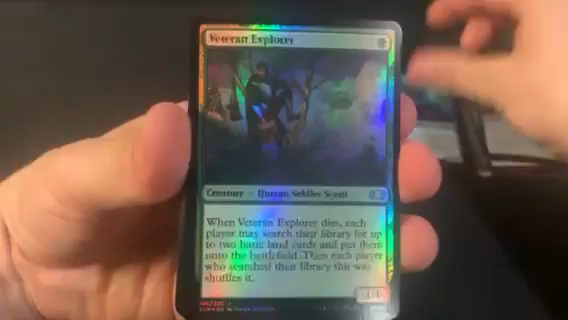 Veteran Explorer
Creature — Human Soldier Scout
When Veteran Explorer dies, each
player may search their library for up
to two basic land cards and put them
onto the battlefield. Then each player
who searched their library this way
shuffles it.
1/1